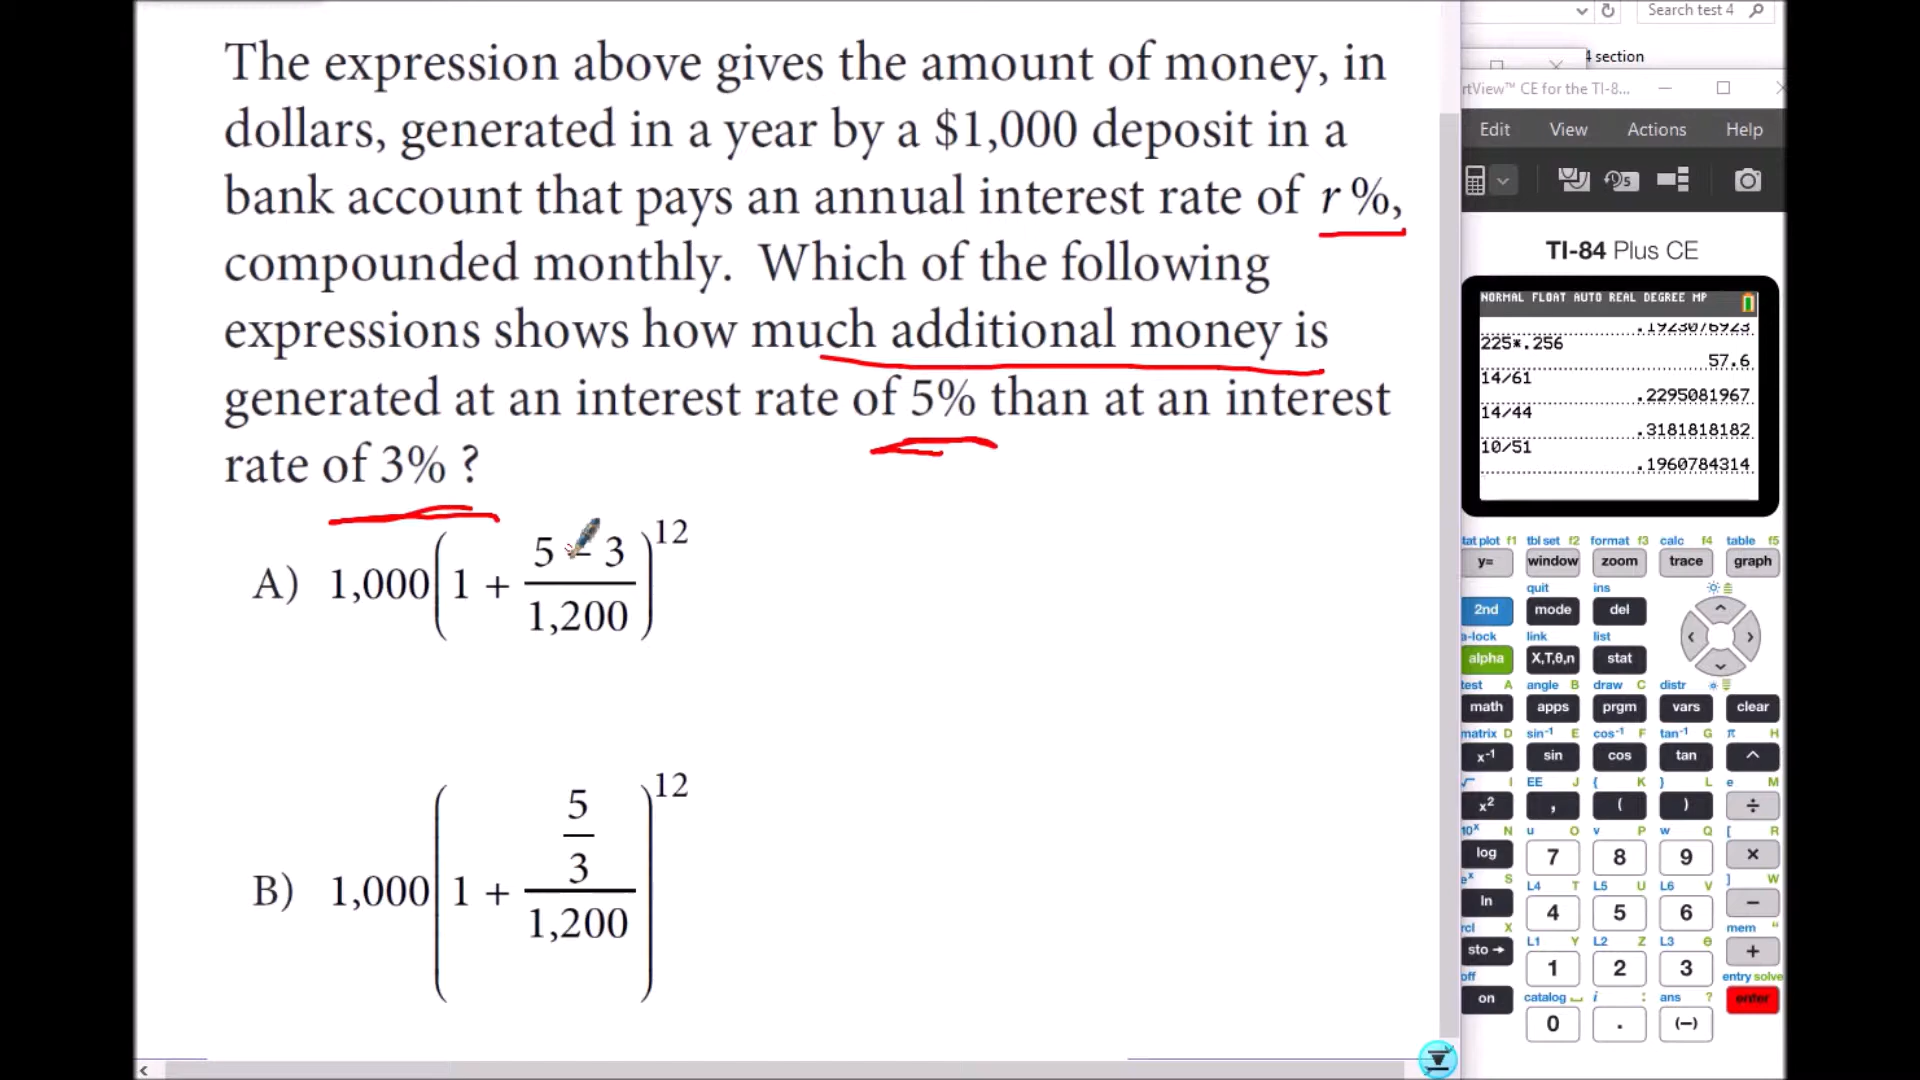 The expression above gives the amount of money, in
dollars, generated in a year by a $1,000 deposit in a
bank account that pays an annual interest rate of r %,
compounded monthly. Which of the following
expressions shows how much additional money is
generated at an interest rate of 5% than at an interest
rate of 3% ?
A) 1,000(1 + (5 – 3)/1,200)^12
B) 1,000(1 + (5/3)/1,200)^12
Search test 4
4 section
rtView™ CE for the TI-8...
Edit View Actions Help
TI-84 Plus CE
NORMAL FLOAT AUTO REAL DEGREE MP
.1923076923
225*.256
57.6
14/61
.2295081967
14/44
.3181818182
10/51
.1960784314
stat plot f1 tbl set f2 format f3 calc f4 table f5
y= window zoom trace graph
quit ins
2nd mode del
a-lock link list
alpha X,T,θ,n stat
test A angle B draw C distr
math apps prgm vars clear
matrix D sin⁻¹ E cos⁻¹ F tan⁻¹ G π H
x⁻¹ sin cos tan ^
√ I EE J { K } L e M
x² , ( ) ÷
10ˣ N u O v P w Q [ R
log 7 8 9 ×
eˣ S L4 T L5 U L6 V ] W
ln 4 5 6 −
rcl X L1 Y L2 Z L3 θ mem "
sto→ 1 2 3 +
off catalog i : ans ? entry solve
on 0 . (−) enter